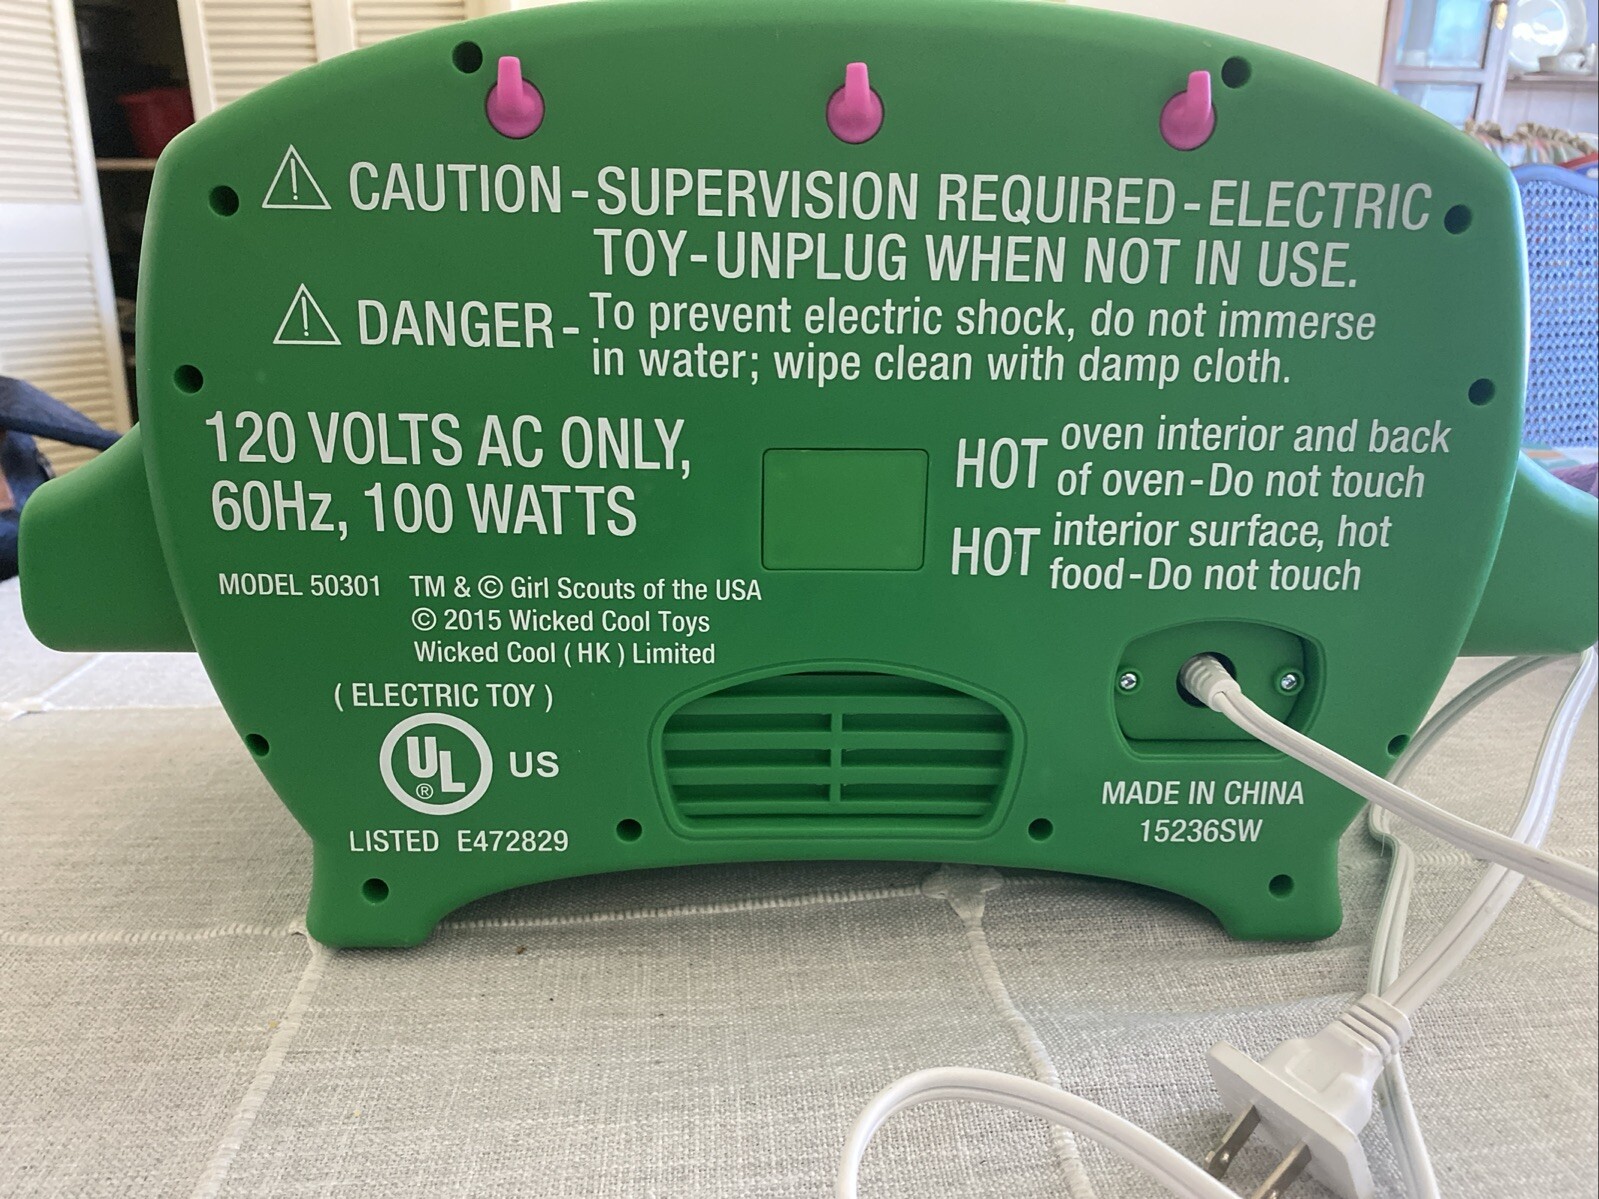 CAUTION-SUPERVISION REQUIRED-ELECTRIC
TOY-UNPLUG WHEN NOT IN USE.
DANGER- To prevent electric shock, do not immerse
in water; wipe clean with damp cloth.
120 VOLTS AC ONLY,
60Hz, 100 WATTS
HOT oven interior and back
of oven-Do not touch
HOT interior surface, hot
food-Do not touch
MODEL 50301 TM & © Girl Scouts of the USA
© 2015 Wicked Cool Toys
Wicked Cool (HK) Limited
(ELECTRIC TOY)
UL® US
LISTED E472829
MADE IN CHINA
15236SW